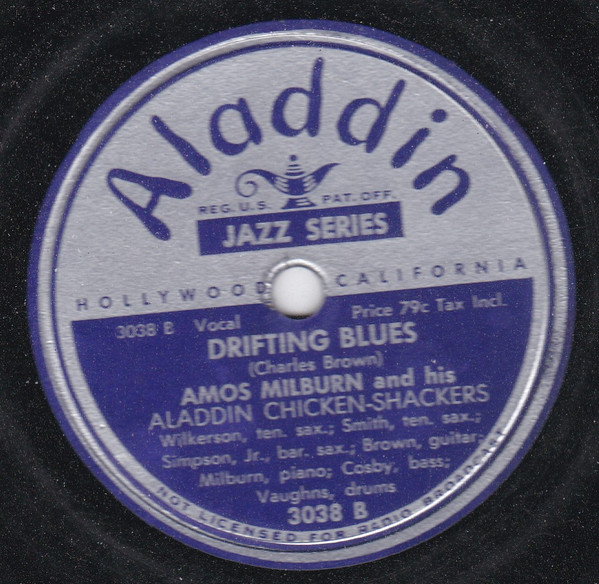 Aladdin
REG. U.S. PAT. OFF.
JAZZ SERIES
HOLLYWOOD CALIFORNIA
3038 B Vocal Price 79c Tax Incl.
DRIFTING BLUES
(Charles Brown)
AMOS MILBURN and his
ALADDIN CHICKEN-SHACKERS
Wilkerson, ten. sax.; Smith, ten. sax.;
Simpson, Jr., bar. sax.; Brown, guitar;
Milburn, piano; Cosby, bass;
Vaughns, drums
3038 B
NOT LICENSED FOR RADIO BROADCAST